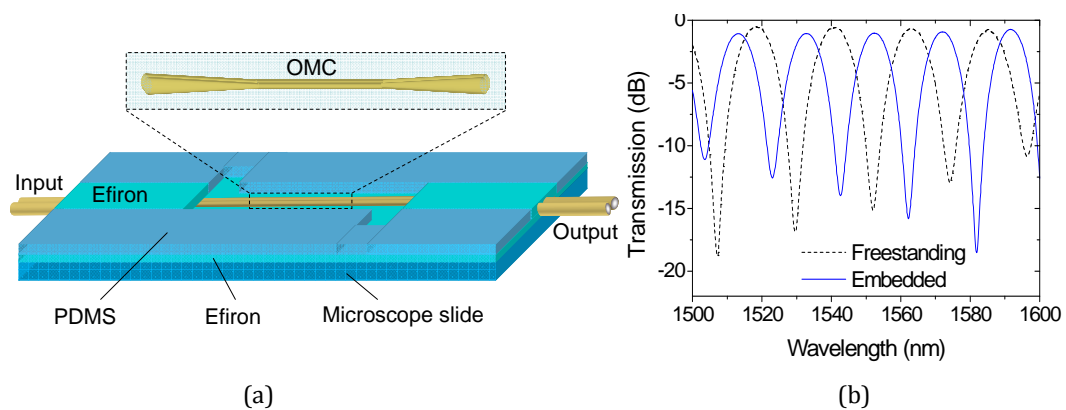 OMC
Input
Efiron
Output
PDMS
Efiron
Microscope slide
(a)
Transmission (dB)
0
-5
-10
-15
-20
Freestanding
Embedded
1500 1520 1540 1560 1580 1600
Wavelength (nm)
(b)